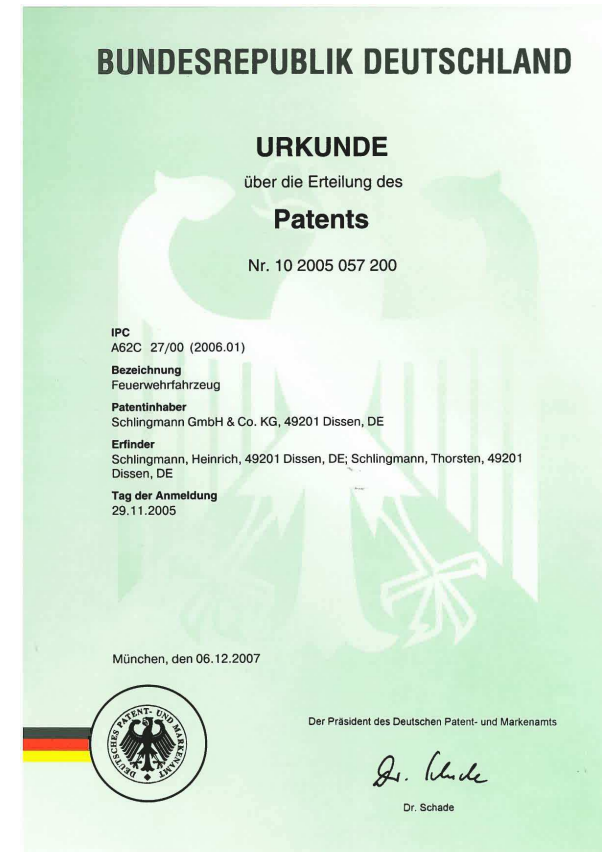 BUNDESREPUBLIK DEUTSCHLAND
URKUNDE
über die Erteilung des
Patents
Nr. 10 2005 057 200
IPC
A62C 27/00 (2006.01)
Bezeichnung
Feuerwehrfahrzeug
Patentinhaber
Schlingmann GmbH & Co. KG, 49201 Dissen, DE
Erfinder
Schlingmann, Heinrich, 49201 Dissen, DE; Schlingmann, Thorsten, 49201
Dissen, DE
Tag der Anmeldung
29.11.2005
München, den 06.12.2007
DEUTSCHES PATENT- UND MARKENAMT
Der Präsident des Deutschen Patent- und Markenamts
Dr. Schade
Dr. Schade